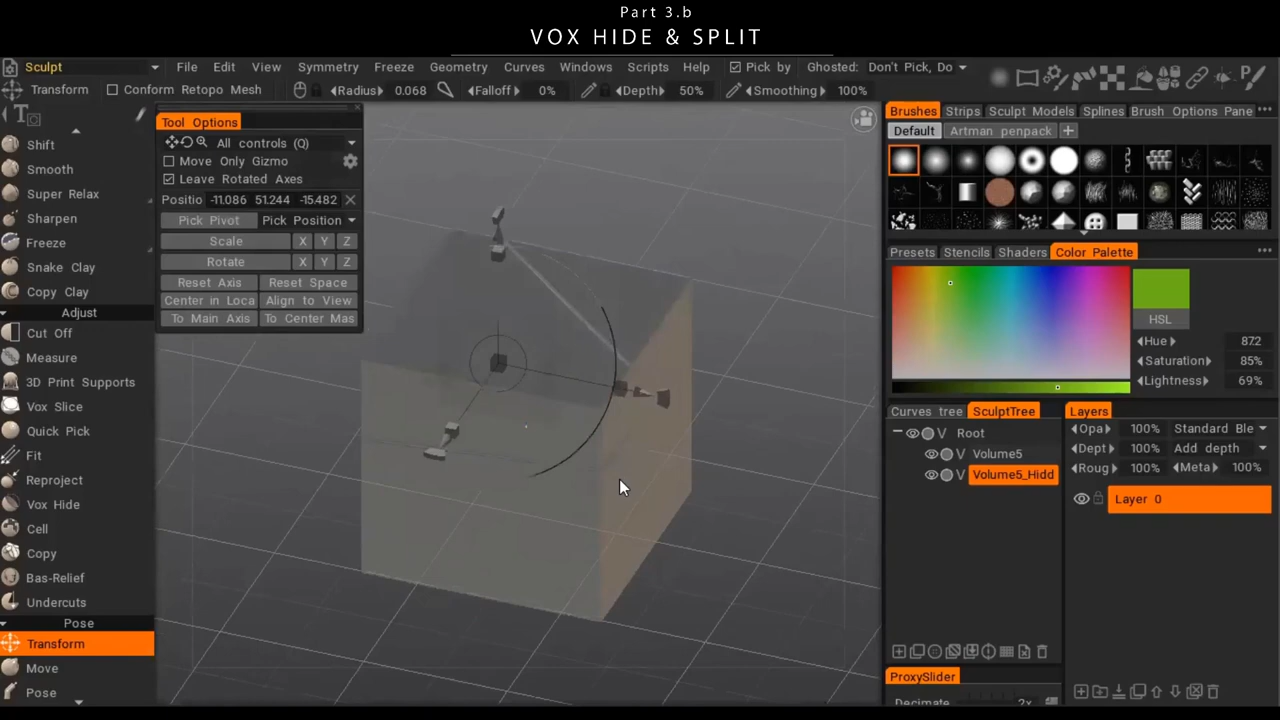 Part 3.b
VOX HIDE & SPLIT
Sculpt File Edit View Symmetry Freeze Geometry Curves Windows Scripts Help Pick by Ghosted: Don't Pick, Do
Transform Conform Retopo Mesh Radius 0.068 Falloff 0% Depth 50% Smoothing 100%
T
Shift
Smooth
Super Relax
Sharpen
Freeze
Snake Clay
Copy Clay
Adjust
Cut Off
Measure
3D Print Supports
Vox Slice
Quick Pick
Fit
Reproject
Vox Hide
Cell
Copy
Bas-Relief
Undercuts
Pose
Transform
Move
Pose
Tool Options
All controls (Q)
Move Only Gizmo
Leave Rotated Axes
Positio -11.086 51.244 -15.482
Pick Pivot Pick Position
Scale X Y Z
Rotate X Y Z
Reset Axis Reset Space
Center in Loca Align to View
To Main Axis To Center Mas
Brushes Strips Sculpt Models Splines Brush Options Pane
Default Artman penpack
Presets Stencils Shaders Color Palette
HSL
Hue 87.2
Saturation 85%
Lightness 69%
Curves tree SculptTree
V Root
V Volume5
V Volume5_Hidd
Layers
Opa 100% Standard Ble
Dept 100% Add depth
Roug 100% Meta 100%
Layer 0
ProxySlider
Decimate 2x